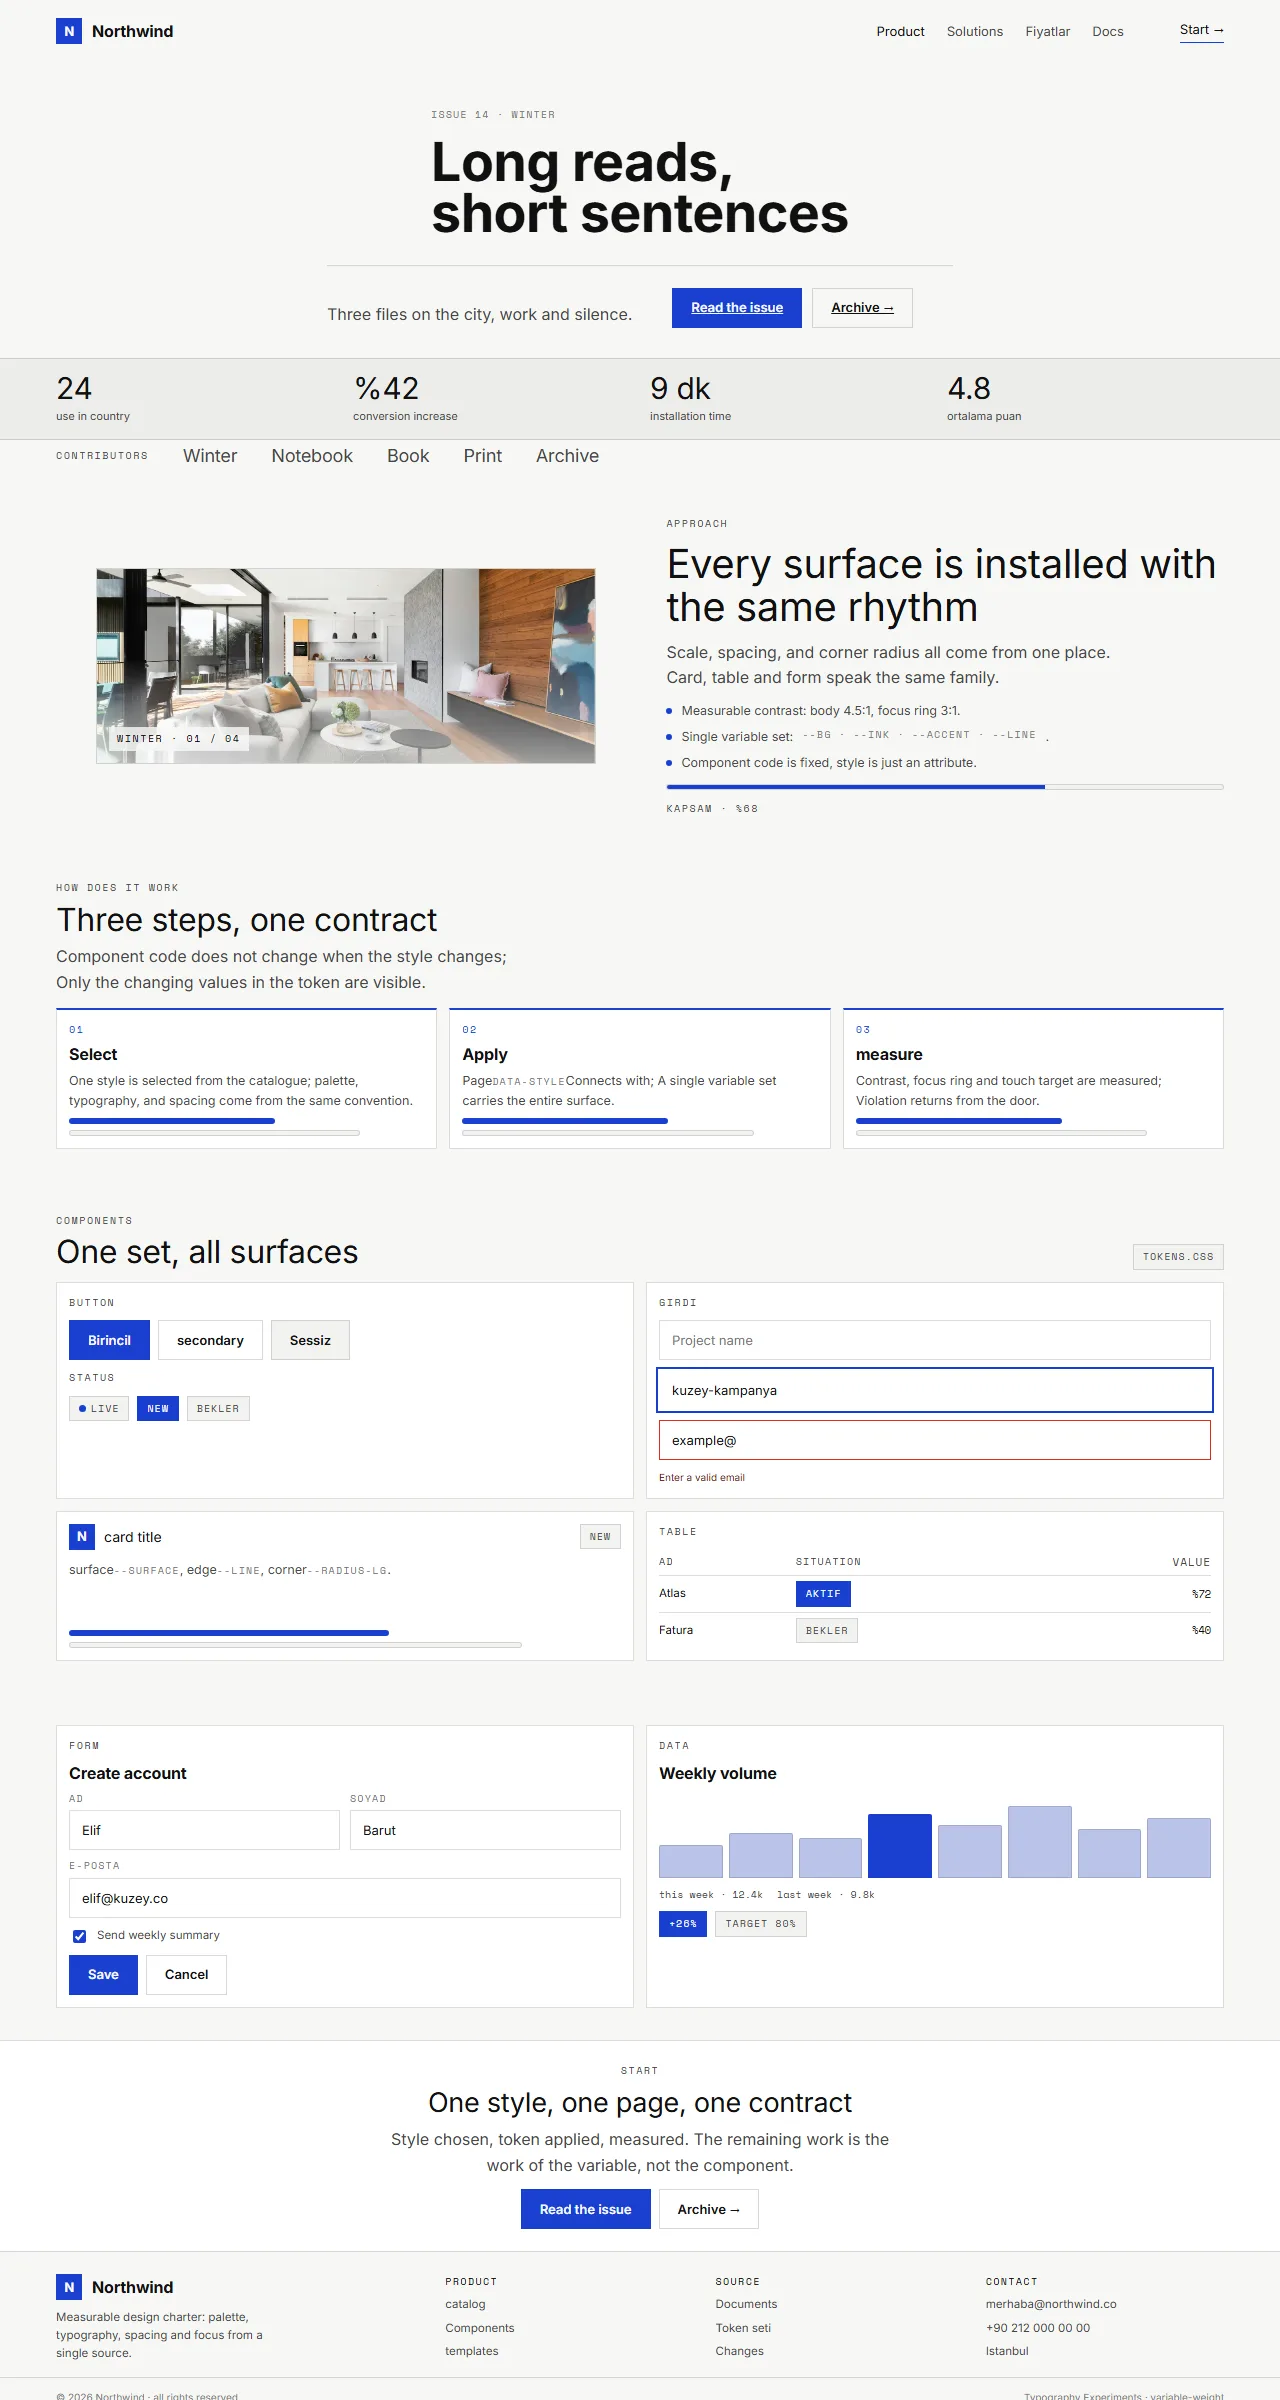 N Northwind
Product Solutions Fiyatlar Docs Start →
ISSUE 14 · WINTER
Long reads,
short sentences
Three files on the city, work and silence.
Read the issue
Archive →
24
use in country
%42
conversion increase
9 dk
installation time
4.8
ortalama puan
CONTRIBUTORS Winter Notebook Book Print Archive
WINTER · 01 / 04
APPROACH
Every surface is installed with
the same rhythm
Scale, spacing, and corner radius all come from one place.
Card, table and form speak the same family.
Measurable contrast: body 4.5:1, focus ring 3:1.
Single variable set: --BG · --INK · --ACCENT · --LINE .
Component code is fixed, style is just an attribute.
KAPSAM · %68
HOW DOES IT WORK
Three steps, one contract
Component code does not change when the style changes;
Only the changing values in the token are visible.
01
Select
One style is selected from the catalogue; palette,
typography, and spacing come from the same convention.
02
Apply
PageDATA-STYLEConnects with; A single variable set
carries the entire surface.
03
measure
Contrast, focus ring and touch target are measured;
Violation returns from the door.
COMPONENTS
One set, all surfaces
TOKENS.CSS
BUTTON
Birincil secondary Sessiz
STATUS
LIVE NEW BEKLER
GIRDI
Project name
kuzey-kampanya
example@
Enter a valid email
N card title NEW
surface--SURFACE, edge--LINE, corner--RADIUS-LG.
TABLE
AD SITUATION VALUE
Atlas AKTIF %72
Fatura BEKLER %40
FORM
Create account
AD SOYAD
Elif Barut
E-POSTA
elif@kuzey.co
Send weekly summary
Save Cancel
DATA
Weekly volume
this week · 12.4k last week · 9.8k
+26% TARGET 80%
START
One style, one page, one contract
Style chosen, token applied, measured. The remaining work is the
work of the variable, not the component.
Read the issue Archive →
N Northwind
Measurable design charter: palette,
typography, spacing and focus from a
single source.
PRODUCT
catalog
Components
templates
SOURCE
Documents
Token seti
Changes
CONTACT
merhaba@northwind.co
+90 212 000 00 00
Istanbul
© 2026 Northwind · all rights reserved
Typography Experiments · variable-weight